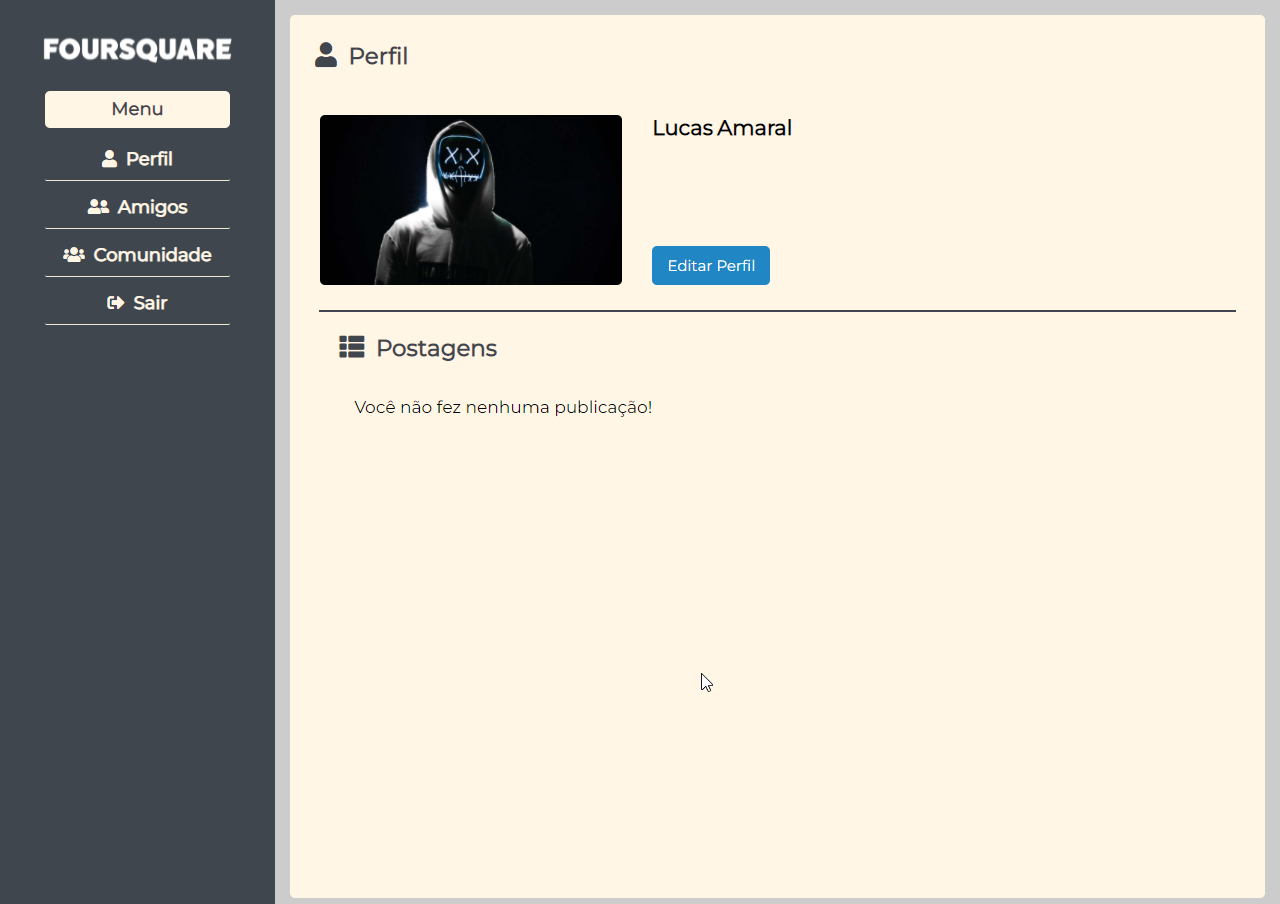 FOURSQUARE
Menu
Perfil
Amigos
Comunidade
Sair
Perfil
Lucas Amaral
Editar Perfil
Postagens
Você não fez nenhuma publicação!